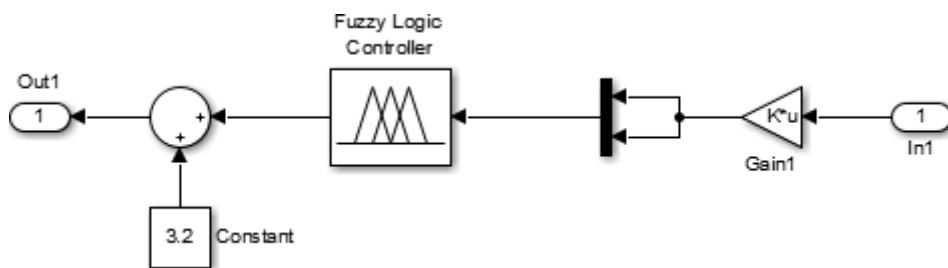 Fuzzy Logic
Controller
Out1
1
+
+
K*u
1
Gain1
In1
3.2
Constant